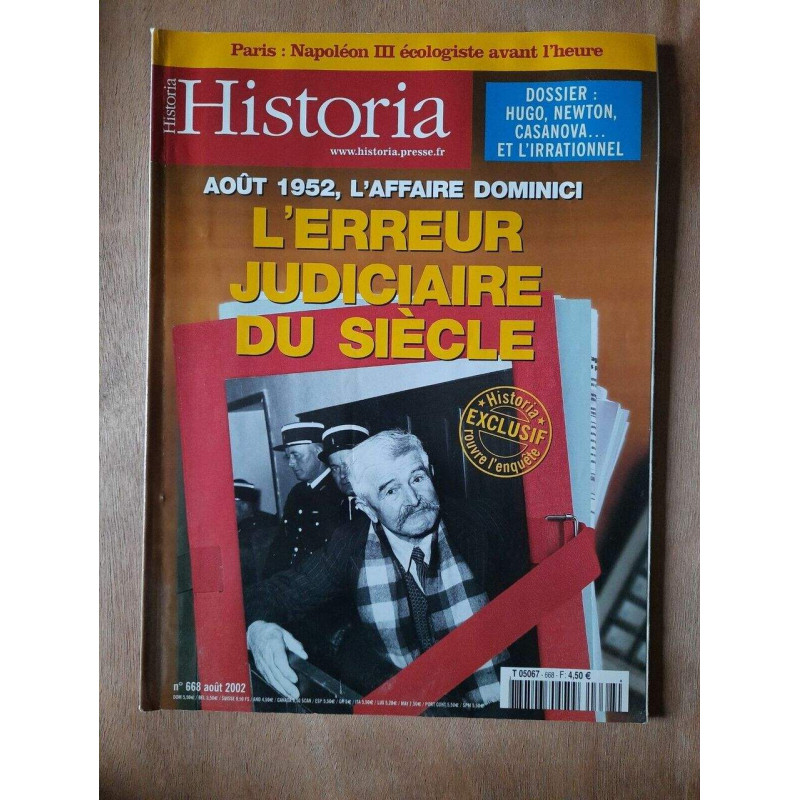 Paris : Napoléon III écologiste avant l'heure
Historia
Historia
www.historia.presse.fr
DOSSIER :
HUGO, NEWTON,
CASANOVA...
ET L'IRRATIONNEL
AOÛT 1952, L'AFFAIRE DOMINICI
L'ERREUR
JUDICIAIRE
DU SIÈCLE
Historia
EXCLUSIF
rouvre l'enquête
n° 668 août 2002
T 05067 - 668 - F: 4,50 €